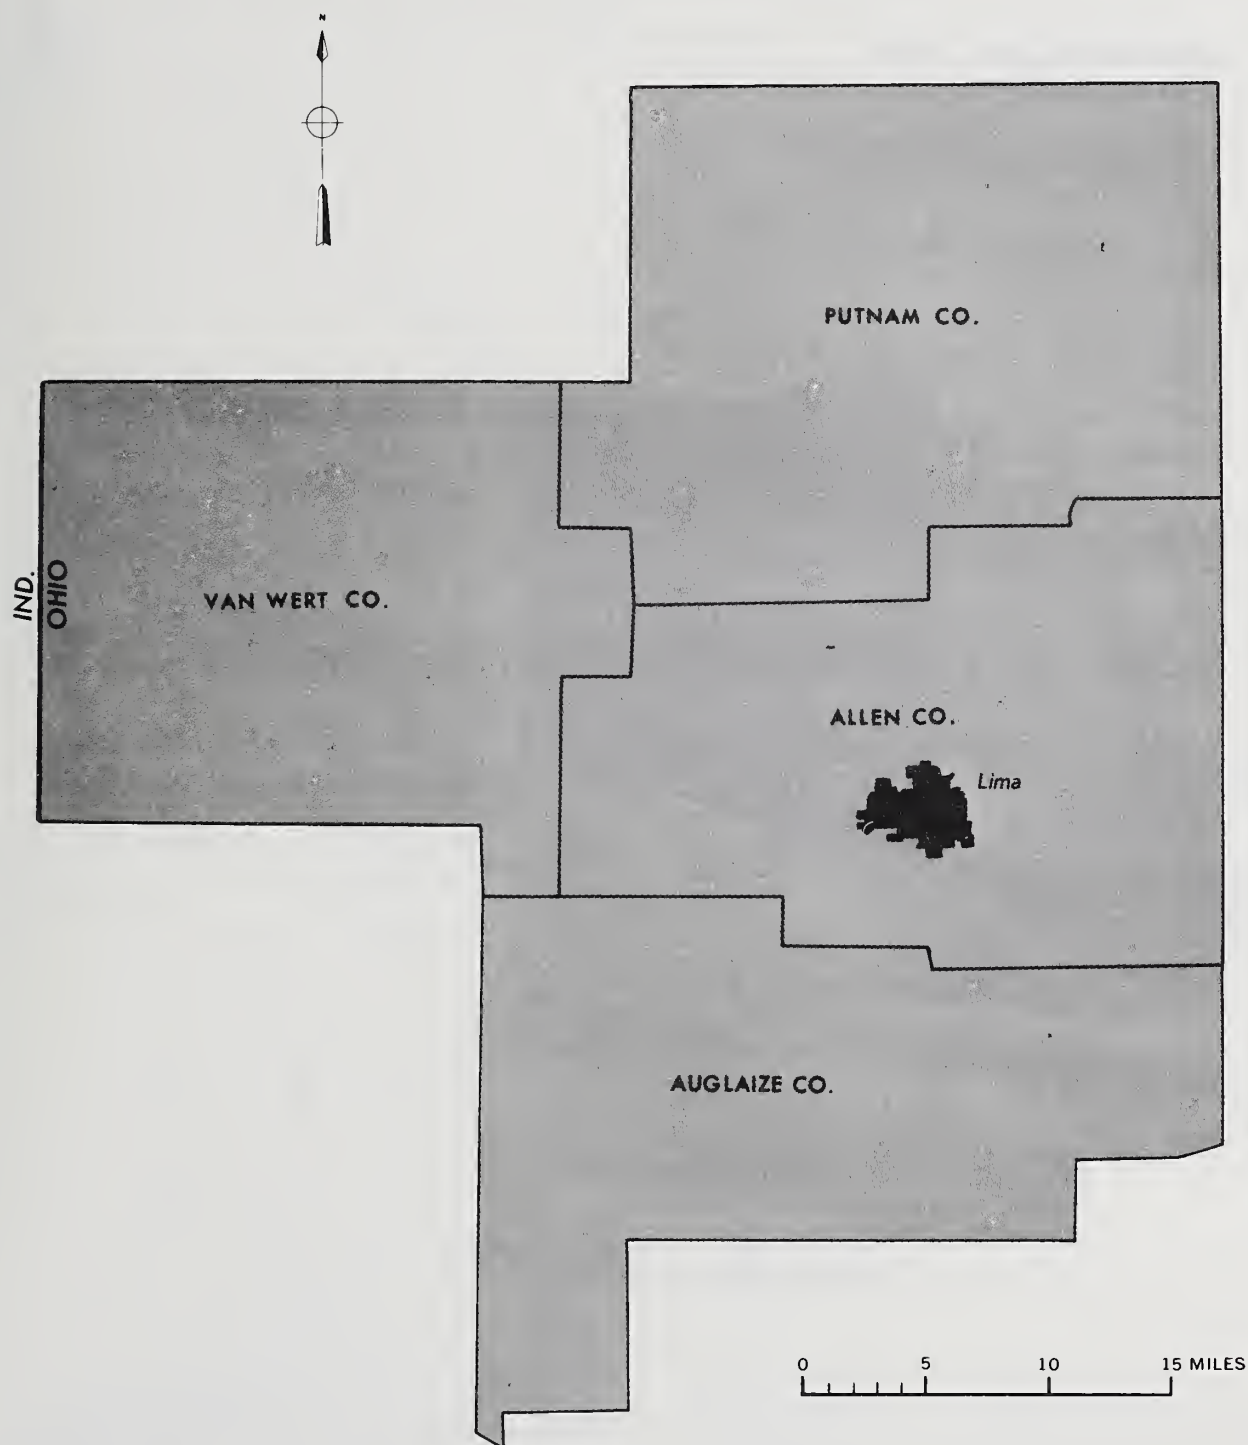 N
PUTNAM CO.
IND.
OHIO
VAN WERT CO.
ALLEN CO.
Lima
AUGLAIZE CO.
0 5 10 15 MILES